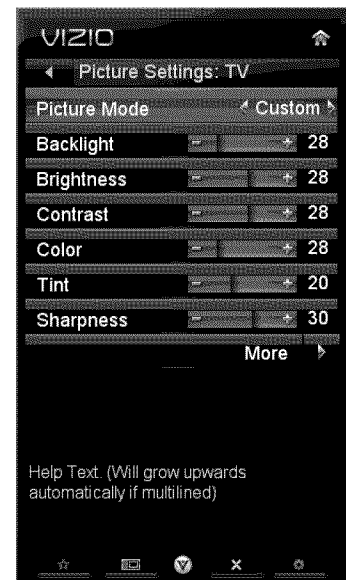 VIZIO
Picture Settings: TV
Picture Mode Custom
Backlight - + 28
Brightness - + 28
Contrast - + 28
Color - + 28
Tint - + 20
Sharpness - + 30
More
Help Text. (Will grow upwards
automatically if multilined)